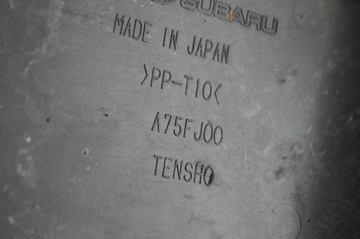 SUBARU
MADE IN JAPAN
>PP-T10<
A75FJ00
TENSHO